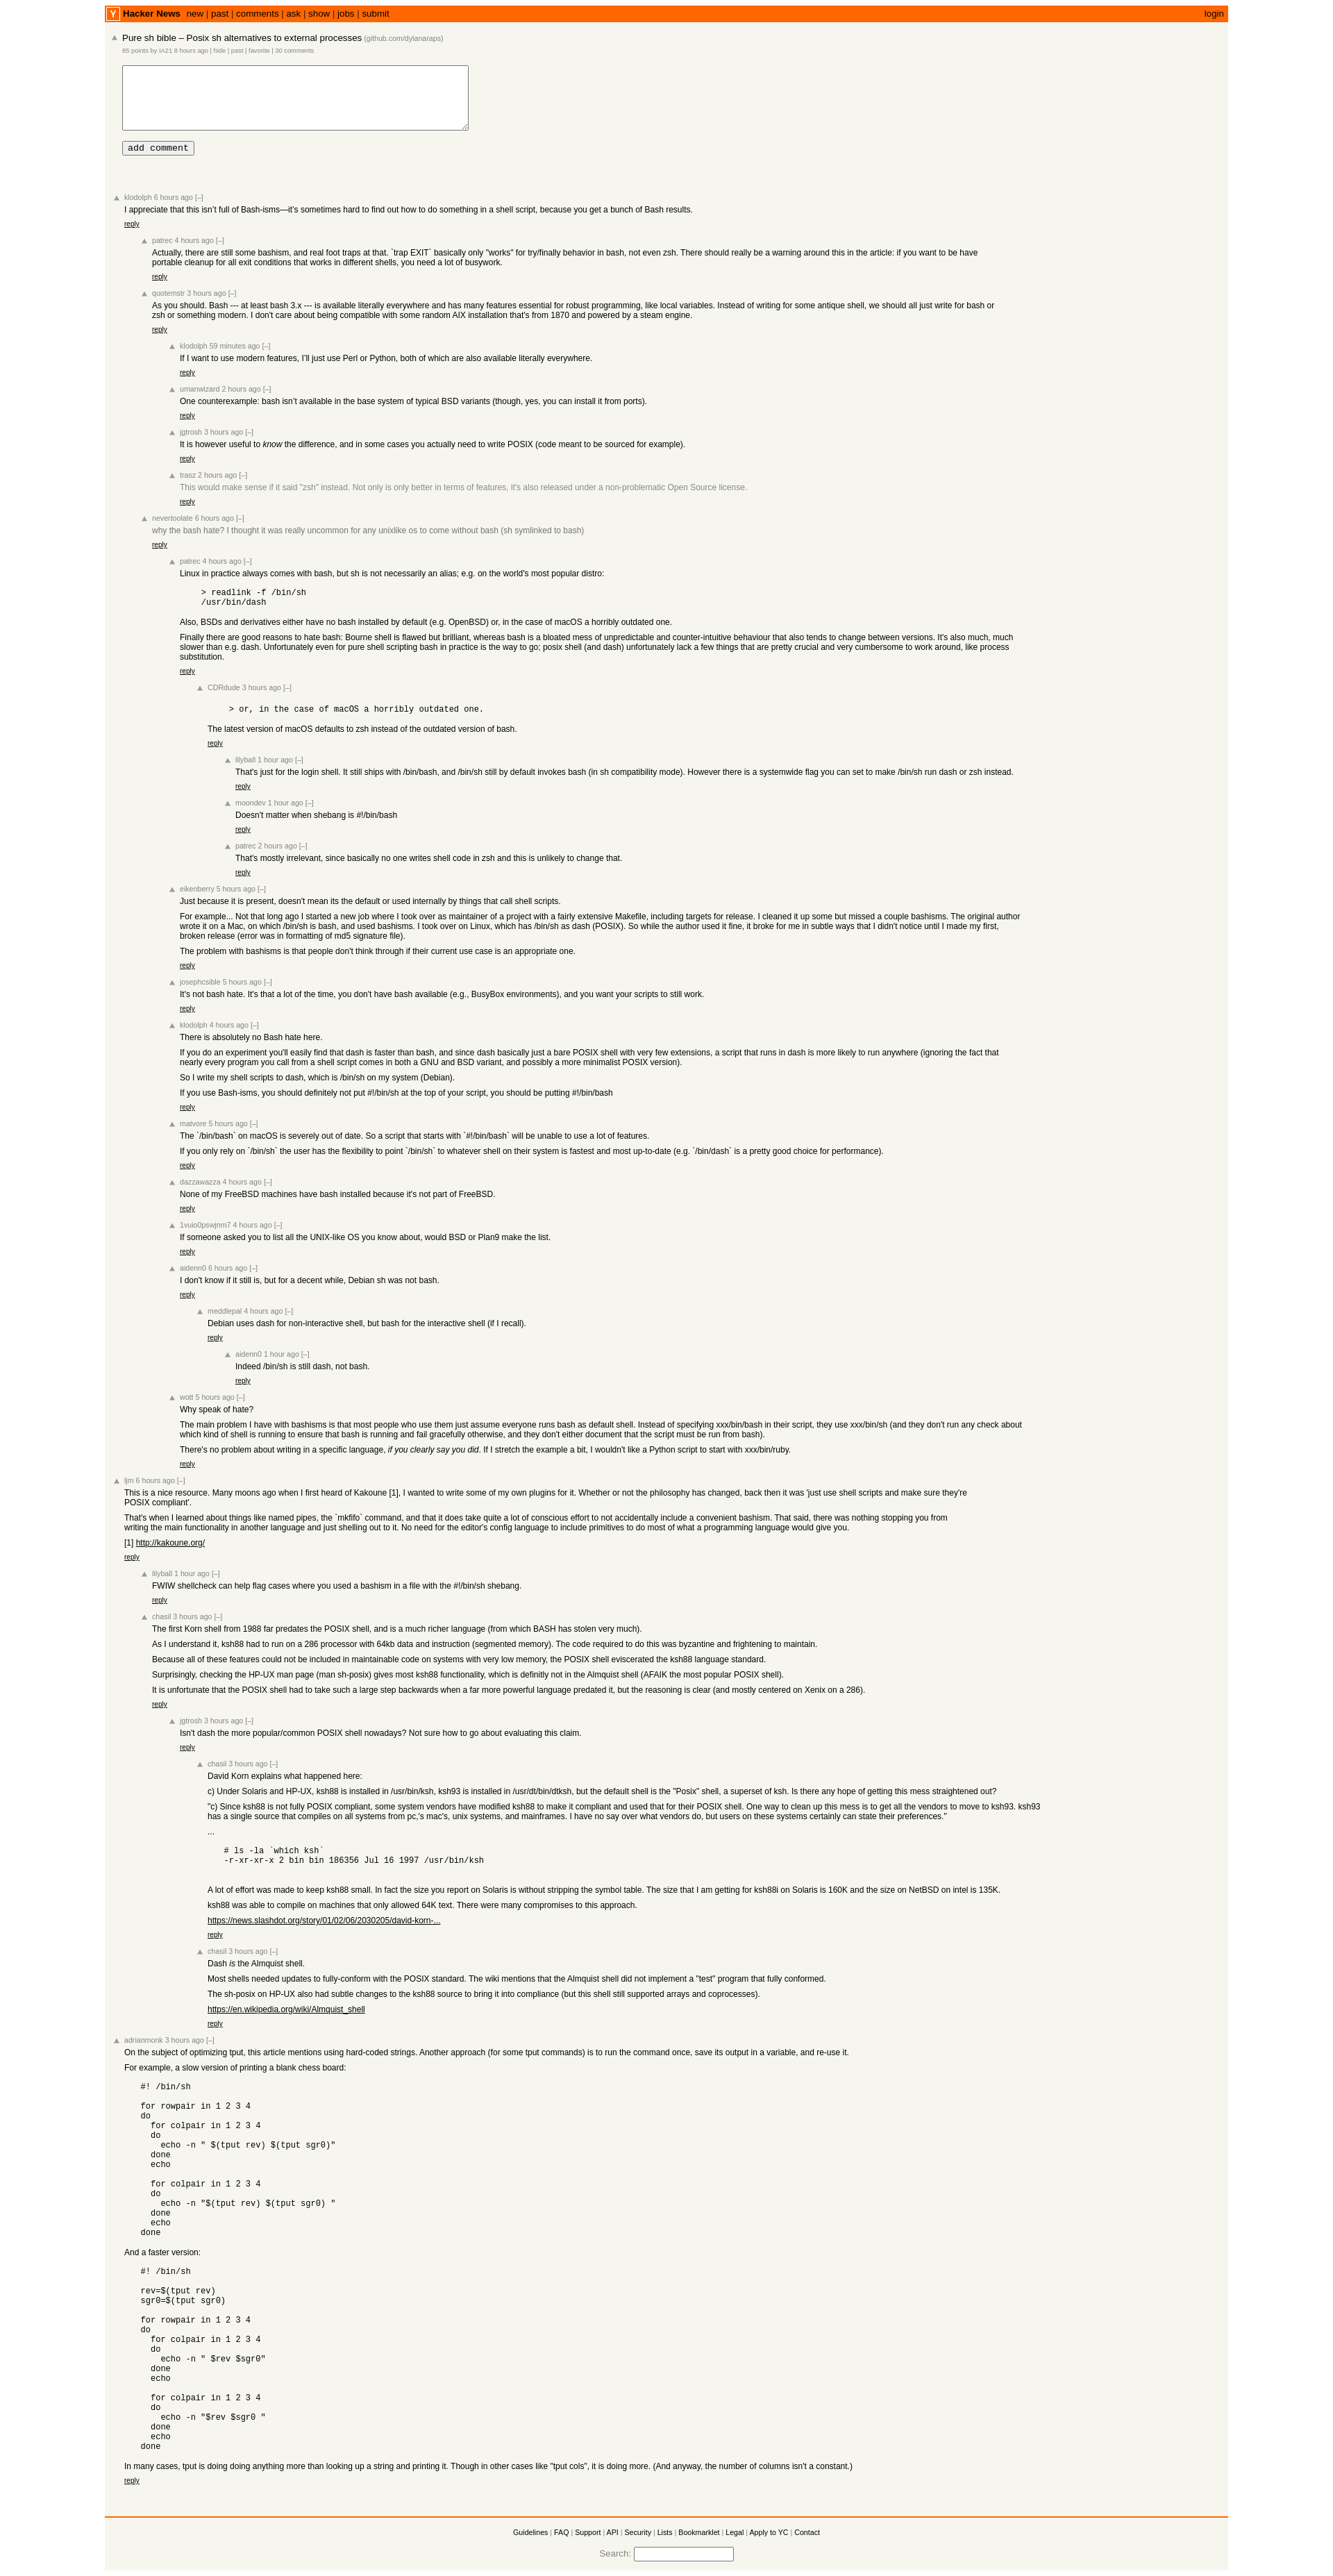 Y Hacker News new | past | comments | ask | show | jobs | submit login
Pure sh bible – Posix sh alternatives to external processes (github.com/dylanaraps)
85 points by tA21 8 hours ago | hide | past | favorite | 30 comments
add comment
klodolph 6 hours ago [–]
I appreciate that this isn't full of Bash-isms—it's sometimes hard to find out how to do something in a shell script, because you get a bunch of Bash results.
reply
patrec 4 hours ago [–]
Actually, there are still some bashism, and real foot traps at that. `trap EXIT` basically only "works" for try/finally behavior in bash, not even zsh. There should really be a warning around this in the article: if you want to be have
portable cleanup for all exit conditions that works in different shells, you need a lot of busywork.
reply
quotemstr 3 hours ago [–]
As you should. Bash --- at least bash 3.x --- is available literally everywhere and has many features essential for robust programming, like local variables. Instead of writing for some antique shell, we should all just write for bash or
zsh or something modern. I don't care about being compatible with some random AIX installation that's from 1870 and powered by a steam engine.
reply
klodolph 59 minutes ago [–]
If I want to use modern features, I'll just use Perl or Python, both of which are also available literally everywhere.
reply
umanwizard 2 hours ago [–]
One counterexample: bash isn't available in the base system of typical BSD variants (though, yes, you can install it from ports).
reply
jgtrosh 3 hours ago [–]
It is however useful to know the difference, and in some cases you actually need to write POSIX (code meant to be sourced for example).
reply
trasz 2 hours ago [–]
This would make sense if it said "zsh" instead. Not only is only better in terms of features, it's also released under a non-problematic Open Source license.
reply
nevertoolate 6 hours ago [–]
why the bash hate? I thought it was really uncommon for any unixlike os to come without bash (sh symlinked to bash)
reply
patrec 4 hours ago [–]
Linux in practice always comes with bash, but sh is not necessarily an alias; e.g. on the world's most popular distro:
> readlink -f /bin/sh
/usr/bin/dash
Also, BSDs and derivatives either have no bash installed by default (e.g. OpenBSD) or, in the case of macOS a horribly outdated one.
Finally there are good reasons to hate bash: Bourne shell is flawed but brilliant, whereas bash is a bloated mess of unpredictable and counter-intuitive behaviour that also tends to change between versions. It's also much, much
slower than e.g. dash. Unfortunately even for pure shell scripting bash in practice is the way to go; posix shell (and dash) unfortunately lack a few things that are pretty crucial and very cumbersome to work around, like process
substitution.
reply
CDRdude 3 hours ago [–]
> or, in the case of macOS a horribly outdated one.
The latest version of macOS defaults to zsh instead of the outdated version of bash.
reply
lilyball 1 hour ago [–]
That's just for the login shell. It still ships with /bin/bash, and /bin/sh still by default invokes bash (in sh compatibility mode). However there is a systemwide flag you can set to make /bin/sh run dash or zsh instead.
reply
moondev 1 hour ago [–]
Doesn't matter when shebang is #!/bin/bash
reply
patrec 2 hours ago [–]
That's mostly irrelevant, since basically no one writes shell code in zsh and this is unlikely to change that.
reply
eikenberry 5 hours ago [–]
Just because it is present, doesn't mean its the default or used internally by things that call shell scripts.
For example... Not that long ago I started a new job where I took over as maintainer of a project with a fairly extensive Makefile, including targets for release. I cleaned it up some but missed a couple bashisms. The original author
wrote it on a Mac, on which /bin/sh is bash, and used bashisms. I took over on Linux, which has /bin/sh as dash (POSIX). So while the author used it fine, it broke for me in subtle ways that I didn't notice until I made my first,
broken release (error was in formatting of md5 signature file).
The problem with bashisms is that people don't think through if their current use case is an appropriate one.
reply
josephcsible 5 hours ago [–]
It's not bash hate. It's that a lot of the time, you don't have bash available (e.g., BusyBox environments), and you want your scripts to still work.
reply
klodolph 4 hours ago [–]
There is absolutely no Bash hate here.
If you do an experiment you'll easily find that dash is faster than bash, and since dash basically just a bare POSIX shell with very few extensions, a script that runs in dash is more likely to run anywhere (ignoring the fact that
nearly every program you call from a shell script comes in both a GNU and BSD variant, and possibly a more minimalist POSIX version).
So I write my shell scripts to dash, which is /bin/sh on my system (Debian).
If you use Bash-isms, you should definitely not put #!/bin/sh at the top of your script, you should be putting #!/bin/bash
reply
matvore 5 hours ago [–]
The `/bin/bash` on macOS is severely out of date. So a script that starts with `#!/bin/bash` will be unable to use a lot of features.
If you only rely on `/bin/sh` the user has the flexibility to point `/bin/sh` to whatever shell on their system is fastest and most up-to-date (e.g. `/bin/dash` is a pretty good choice for performance).
reply
dazzawazza 4 hours ago [–]
None of my FreeBSD machines have bash installed because it's not part of FreeBSD.
reply
1vuio0pswjnm7 4 hours ago [–]
If someone asked you to list all the UNIX-like OS you know about, would BSD or Plan9 make the list.
reply
aidenn0 6 hours ago [–]
I don't know if it still is, but for a decent while, Debian sh was not bash.
reply
meddlepal 4 hours ago [–]
Debian uses dash for non-interactive shell, but bash for the interactive shell (if I recall).
reply
aidenn0 1 hour ago [–]
Indeed /bin/sh is still dash, not bash.
reply
wott 5 hours ago [–]
Why speak of hate?
The main problem I have with bashisms is that most people who use them just assume everyone runs bash as default shell. Instead of specifying xxx/bin/bash in their script, they use xxx/bin/sh (and they don't run any check about
which kind of shell is running to ensure that bash is running and fail gracefully otherwise, and they don't either document that the script must be run from bash).
There's no problem about writing in a specific language, if you clearly say you did. If I stretch the example a bit, I wouldn't like a Python script to start with xxx/bin/ruby.
reply
ljm 6 hours ago [–]
This is a nice resource. Many moons ago when I first heard of Kakoune [1], I wanted to write some of my own plugins for it. Whether or not the philosophy has changed, back then it was 'just use shell scripts and make sure they're
POSIX compliant'.
That's when I learned about things like named pipes, the `mkfifo` command, and that it does take quite a lot of conscious effort to not accidentally include a convenient bashism. That said, there was nothing stopping you from
writing the main functionality in another language and just shelling out to it. No need for the editor's config language to include primitives to do most of what a programming language would give you.
[1] http://kakoune.org/
reply
lilyball 1 hour ago [–]
FWIW shellcheck can help flag cases where you used a bashism in a file with the #!/bin/sh shebang.
reply
chasil 3 hours ago [–]
The first Korn shell from 1988 far predates the POSIX shell, and is a much richer language (from which BASH has stolen very much).
As I understand it, ksh88 had to run on a 286 processor with 64kb data and instruction (segmented memory). The code required to do this was byzantine and frightening to maintain.
Because all of these features could not be included in maintainable code on systems with very low memory, the POSIX shell eviscerated the ksh88 language standard.
Surprisingly, checking the HP-UX man page (man sh-posix) gives most ksh88 functionality, which is definitly not in the Almquist shell (AFAIK the most popular POSIX shell).
It is unfortunate that the POSIX shell had to take such a large step backwards when a far more powerful language predated it, but the reasoning is clear (and mostly centered on Xenix on a 286).
reply
jgtrosh 3 hours ago [–]
Isn't dash the more popular/common POSIX shell nowadays? Not sure how to go about evaluating this claim.
reply
chasil 3 hours ago [–]
David Korn explains what happened here:
c) Under Solaris and HP-UX, ksh88 is installed in /usr/bin/ksh, ksh93 is installed in /usr/dt/bin/dtksh, but the default shell is the "Posix" shell, a superset of ksh. Is there any hope of getting this mess straightened out?
"c) Since ksh88 is not fully POSIX compliant, some system vendors have modified ksh88 to make it compliant and used that for their POSIX shell. One way to clean up this mess is to get all the vendors to move to ksh93. ksh93
has a single source that compiles on all systems from pc,'s mac's, unix systems, and mainframes. I have no say over what vendors do, but users on these systems certainly can state their preferences."
...
# ls -la `which ksh`
-r-xr-xr-x 2 bin bin 186356 Jul 16 1997 /usr/bin/ksh
A lot of effort was made to keep ksh88 small. In fact the size you report on Solaris is without stripping the symbol table. The size that I am getting for ksh88i on Solaris is 160K and the size on NetBSD on intel is 135K.
ksh88 was able to compile on machines that only allowed 64K text. There were many compromises to this approach.
https://news.slashdot.org/story/01/02/06/2030205/david-korn-...
reply
chasil 3 hours ago [–]
Dash is the Almquist shell.
Most shells needed updates to fully-conform with the POSIX standard. The wiki mentions that the Almquist shell did not implement a "test" program that fully conformed.
The sh-posix on HP-UX also had subtle changes to the ksh88 source to bring it into compliance (but this shell still supported arrays and coprocesses).
https://en.wikipedia.org/wiki/Almquist_shell
reply
adrianmonk 3 hours ago [–]
On the subject of optimizing tput, this article mentions using hard-coded strings. Another approach (for some tput commands) is to run the command once, save its output in a variable, and re-use it.
For example, a slow version of printing a blank chess board:
#! /bin/sh
for rowpair in 1 2 3 4
do
for colpair in 1 2 3 4
do
echo -n " $(tput rev) $(tput sgr0)"
done
echo
for colpair in 1 2 3 4
do
echo -n "$(tput rev) $(tput sgr0) "
done
echo
done
And a faster version:
#! /bin/sh
rev=$(tput rev)
sgr0=$(tput sgr0)
for rowpair in 1 2 3 4
do
for colpair in 1 2 3 4
do
echo -n " $rev $sgr0"
done
echo
for colpair in 1 2 3 4
do
echo -n "$rev $sgr0 "
done
echo
done
In many cases, tput is doing doing anything more than looking up a string and printing it. Though in other cases like "tput cols", it is doing more. (And anyway, the number of columns isn't a constant.)
reply
Guidelines | FAQ | Support | API | Security | Lists | Bookmarklet | Legal | Apply to YC | Contact
Search: